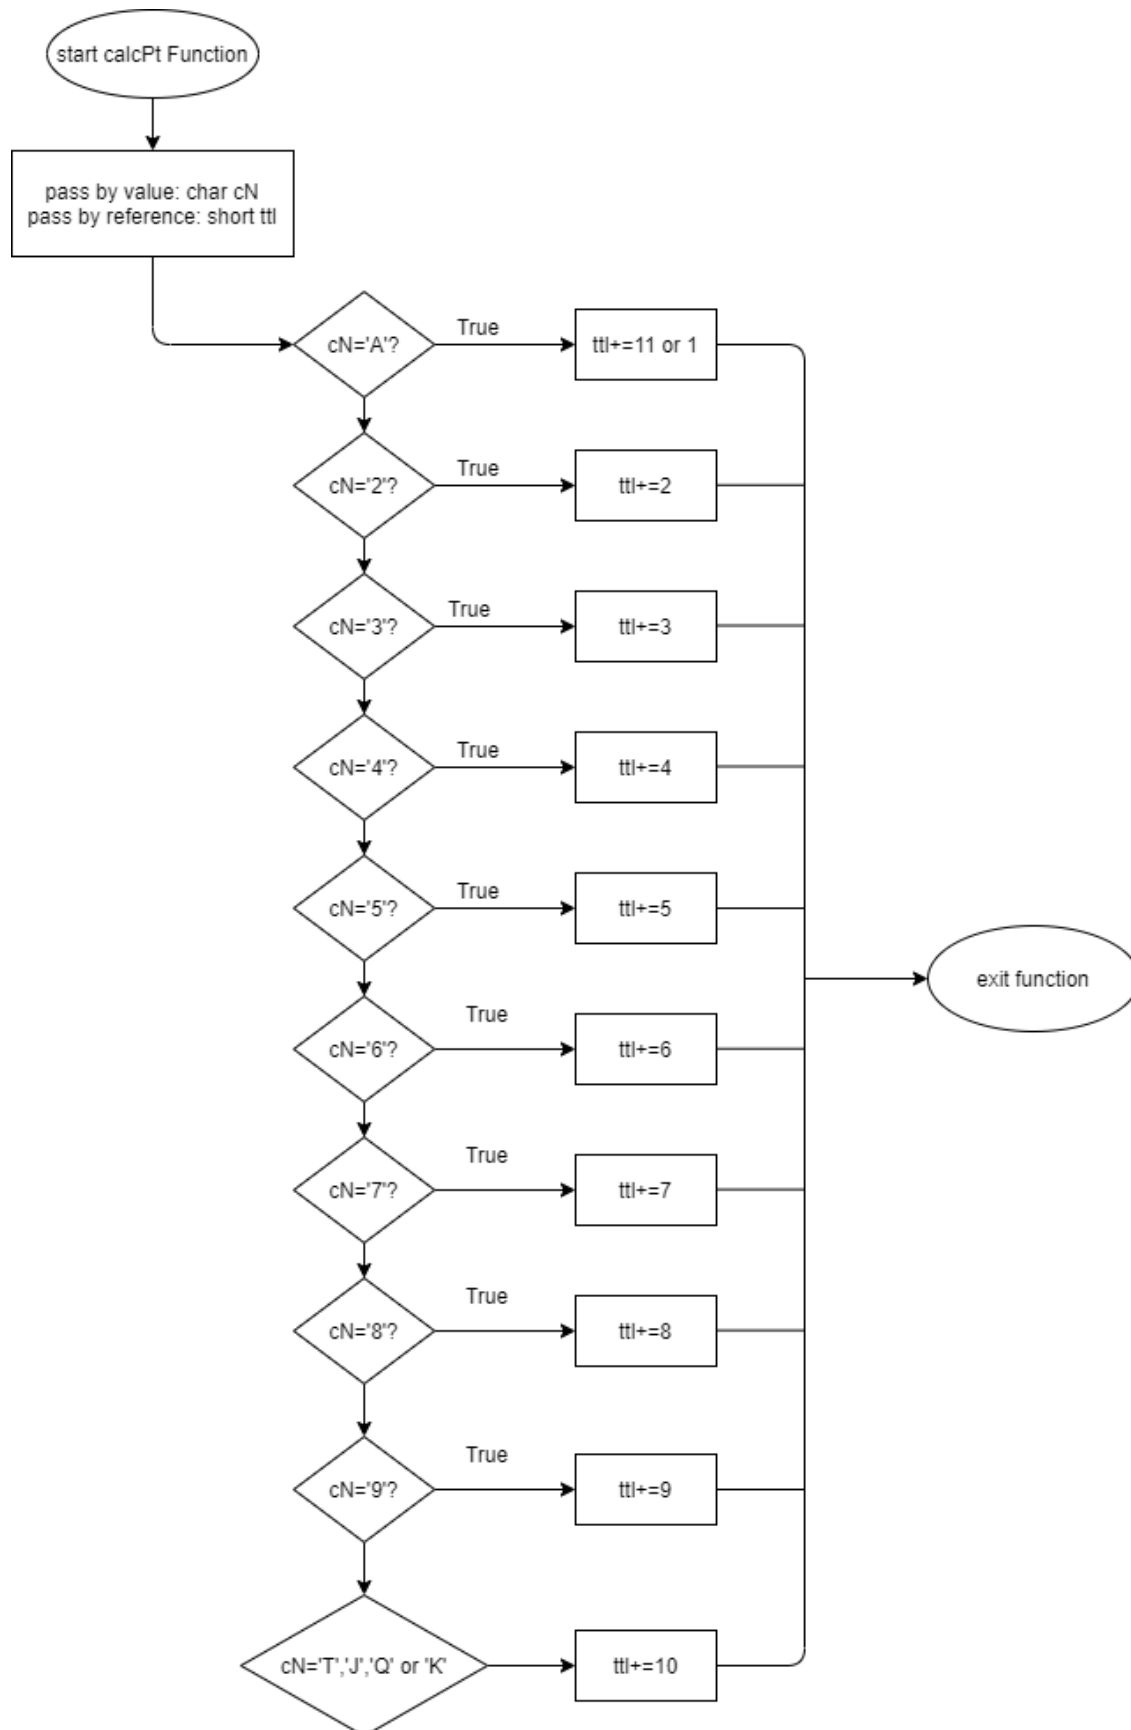 start calcPt Function
pass by value: char cN
pass by reference: short ttl
cN='A'?
True
ttl+=11 or 1
cN='2'?
True
ttl+=2
cN='3'?
True
ttl+=3
cN='4'?
True
ttl+=4
cN='5'?
True
ttl+=5
exit function
cN='6'?
True
ttl+=6
cN='7'?
True
ttl+=7
cN='8'?
True
ttl+=8
cN='9'?
True
ttl+=9
cN='T','J','Q' or 'K'
ttl+=10